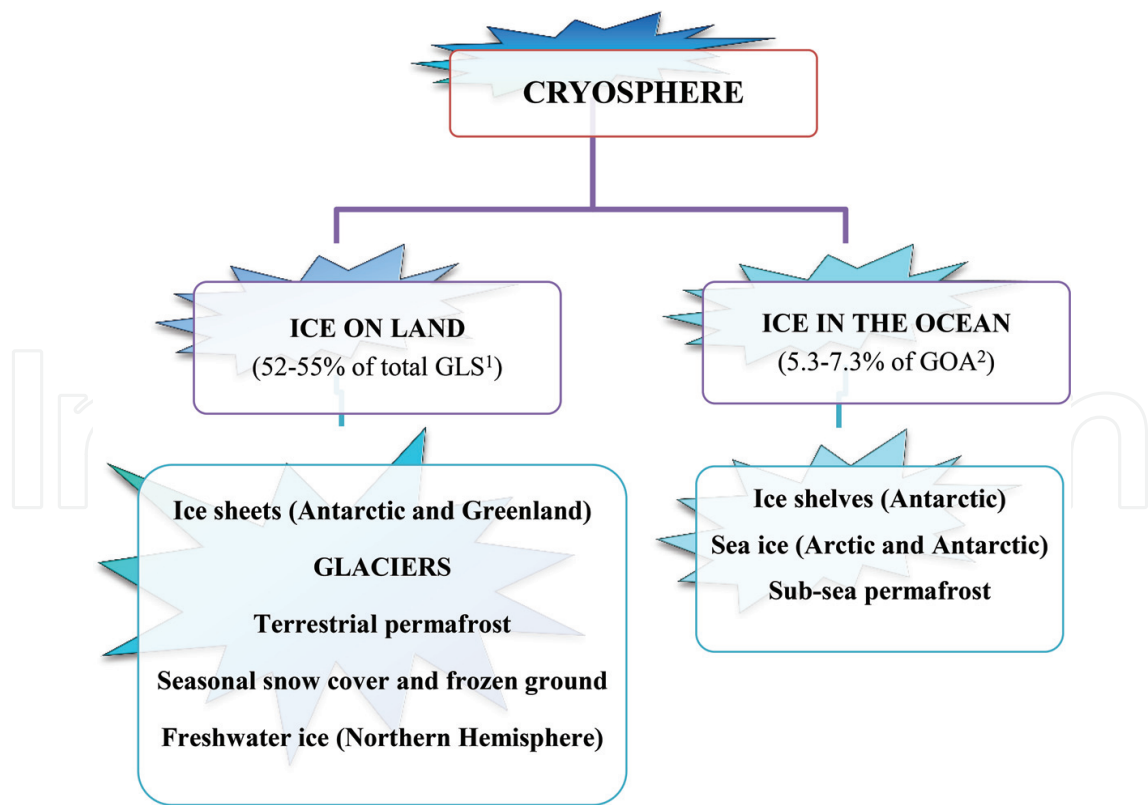 CRYOSPHERE
ICE ON LAND
(52-55% of total GLS¹)
ICE IN THE OCEAN
(5.3-7.3% of GOA²)
Ice sheets (Antarctic and Greenland)
GLACIERS
Terrestrial permafrost
Seasonal snow cover and frozen ground
Freshwater ice (Northern Hemisphere)
Ice shelves (Antarctic)
Sea ice (Arctic and Antarctic)
Sub-sea permafrost